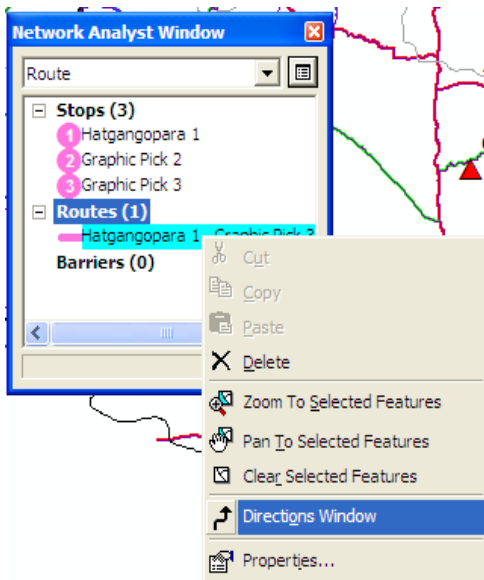 Network Analyst Window
Route
Stops (3)
1 Hatgangopara 1
2 Graphic Pick 2
3 Graphic Pick 3
Routes (1)
Hatgangopara 1 - Graphic Pick 3
Barriers (0)
Cut
Copy
Paste
Delete
Zoom To Selected Features
Pan To Selected Features
Clear Selected Features
Directions Window
Properties...